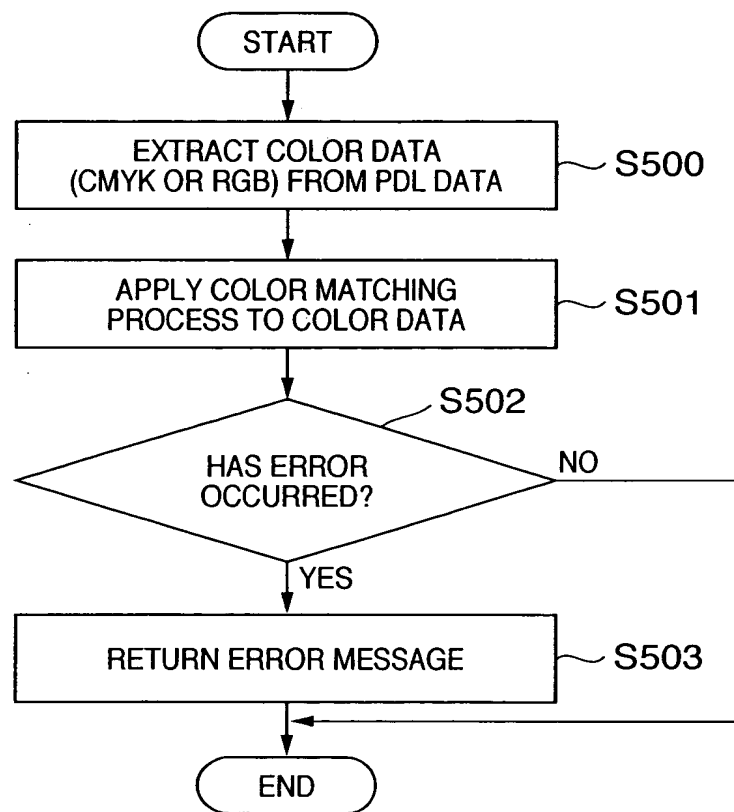 START
EXTRACT COLOR DATA
(CMYK OR RGB) FROM PDL DATA
S500
APPLY COLOR MATCHING
PROCESS TO COLOR DATA
S501
S502
HAS ERROR
OCCURRED?
NO
YES
RETURN ERROR MESSAGE
S503
END